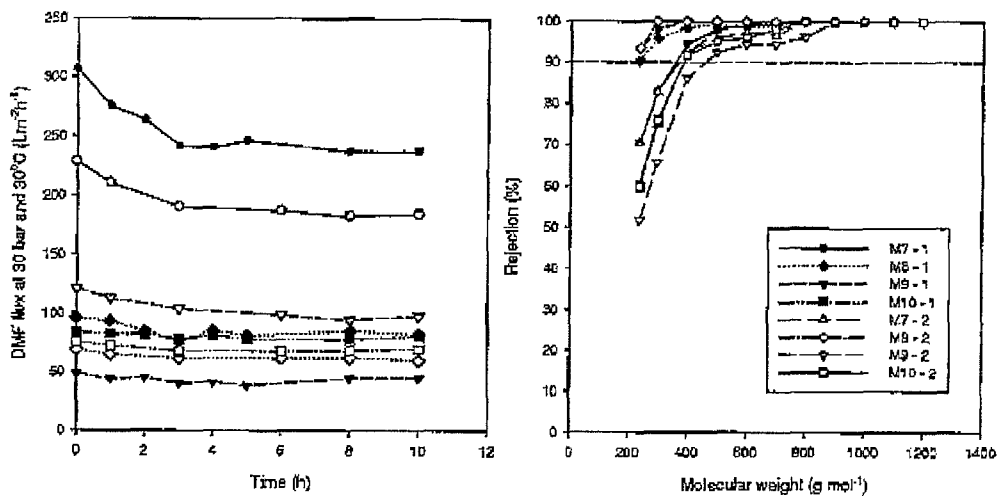 DMF flux at 30 bar and 30°C (Lm-2h-1)
350
300
250
200
150
100
50
0
0 2 4 6 8 10 12
Time (h)
Rejection (%)
100
90
80
70
60
50
40
30
20
10
0
0 200 400 600 800 1000 1200 1400
Molecular weight (g mol-1)
M7-1
M8-1
M9-1
M10-1
M7-2
M8-2
M9-2
M10-2